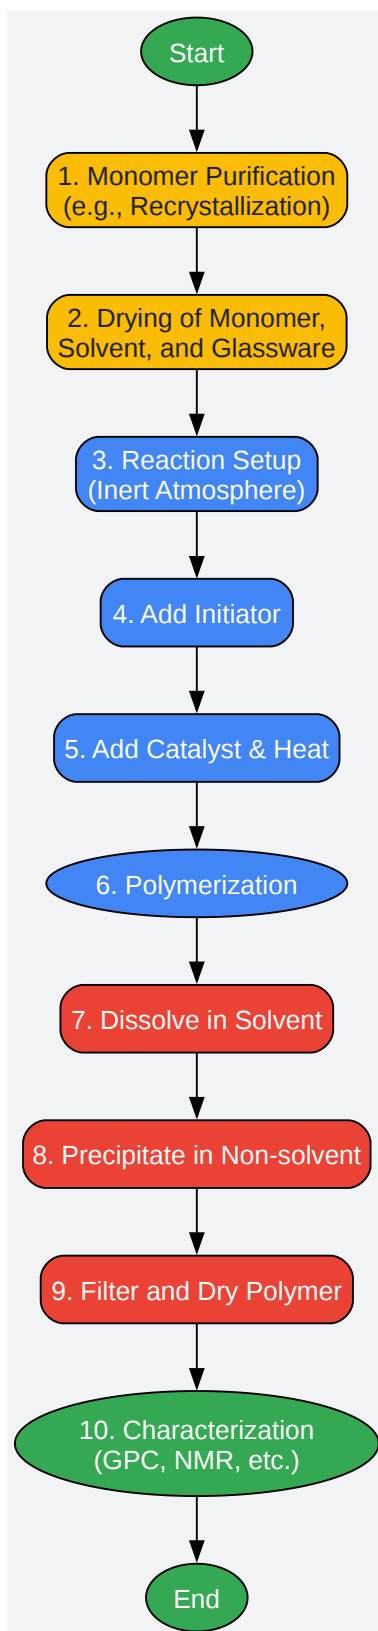 Start
1. Monomer Purification
(e.g., Recrystallization)
2. Drying of Monomer,
Solvent, and Glassware
3. Reaction Setup
(Inert Atmosphere)
4. Add Initiator
5. Add Catalyst & Heat
6. Polymerization
7. Dissolve in Solvent
8. Precipitate in Non-solvent
9. Filter and Dry Polymer
10. Characterization
(GPC, NMR, etc.)
End